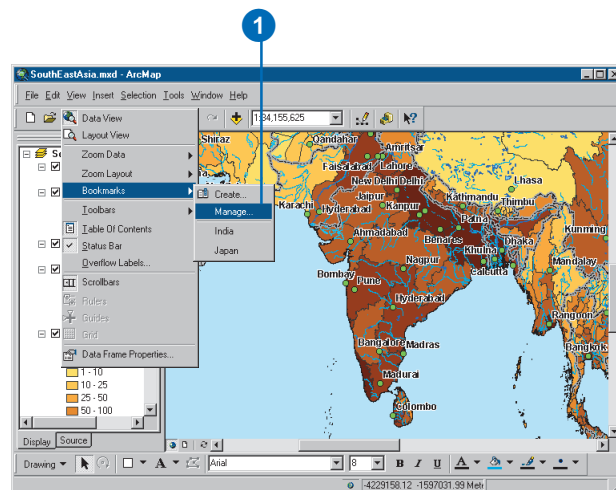 1
SouthEastAsia.mxd - ArcMap
File Edit View Insert Selection Tools Window Help
Data View
Layout View
Zoom Data
Zoom Layout
Bookmarks
Toolbars
Table Of Contents
Status Bar
Overflow Labels...
Scrollbars
Rulers
Guides
Grid
Data Frame Properties...
Create...
Manage...
India
Japan
1:34,155,625
Shiraz
Qandahar
Amritsar
Faisalabad Lahore
New Delhi Delhi
Lhasa
Jaipur
Kathmandu Thimbu
Karachi
Hyderabad
Kanpur
Patna
Kunming
Ahmadabad
Benares
Dhaka
Khulna
Mandalay
Nagpur
Calcutta
Bombay
Pune
Hyderabad
Rangoon
Bangalore Madras
Bangkok
Madurai
Colombo
1 - 10
10 - 25
25 - 50
50 - 100
Display Source
Drawing
A
Arial
8
B I U A
-4229158.12 -1597031.99 Met